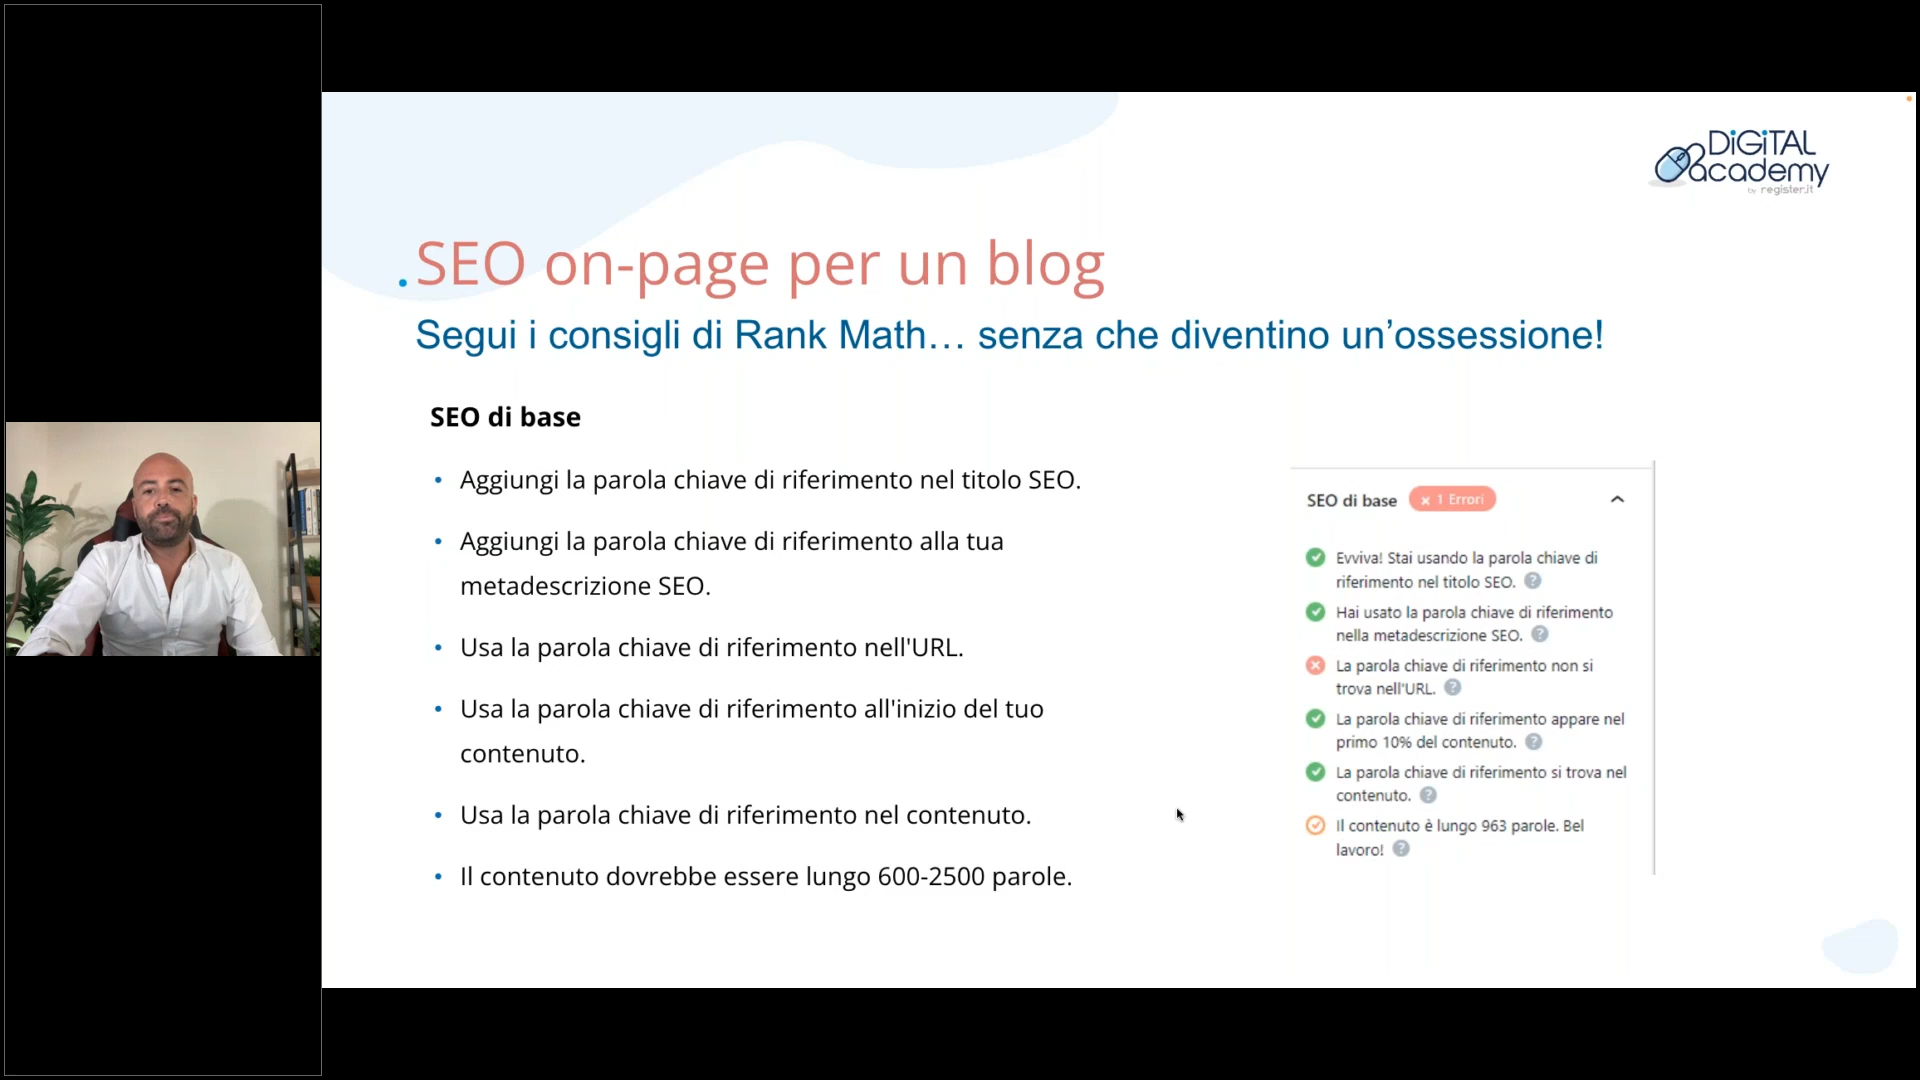 DiGiTAL
academy
by register.it
SEO on-page per un blog
Segui i consigli di Rank Math… senza che diventino un’ossessione!
SEO di base
• Aggiungi la parola chiave di riferimento nel titolo SEO.
• Aggiungi la parola chiave di riferimento alla tua
metadescrizione SEO.
• Usa la parola chiave di riferimento nell'URL.
• Usa la parola chiave di riferimento all'inizio del tuo
contenuto.
• Usa la parola chiave di riferimento nel contenuto.
• Il contenuto dovrebbe essere lungo 600-2500 parole.
SEO di base × 1 Errori
Evviva! Stai usando la parola chiave di
riferimento nel titolo SEO. ?
Hai usato la parola chiave di riferimento
nella metadescrizione SEO. ?
La parola chiave di riferimento non si
trova nell'URL. ?
La parola chiave di riferimento appare nel
primo 10% del contenuto. ?
La parola chiave di riferimento si trova nel
contenuto. ?
Il contenuto è lungo 963 parole. Bel
lavoro! ?